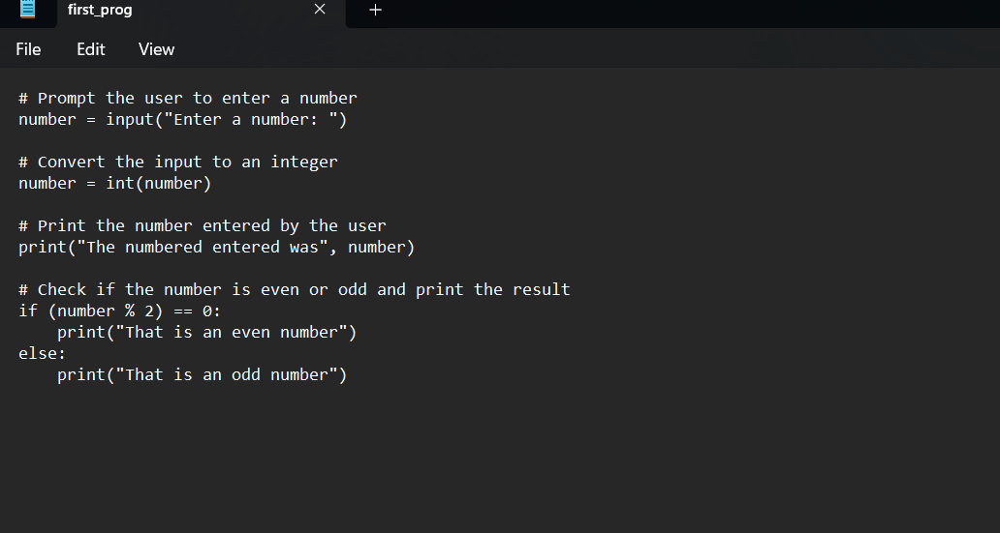 first_prog
File Edit View
# Prompt the user to enter a number
number = input("Enter a number: ")
# Convert the input to an integer
number = int(number)
# Print the number entered by the user
print("The numbered entered was", number)
# Check if the number is even or odd and print the result
if (number % 2) == 0:
    print("That is an even number")
else:
    print("That is an odd number")